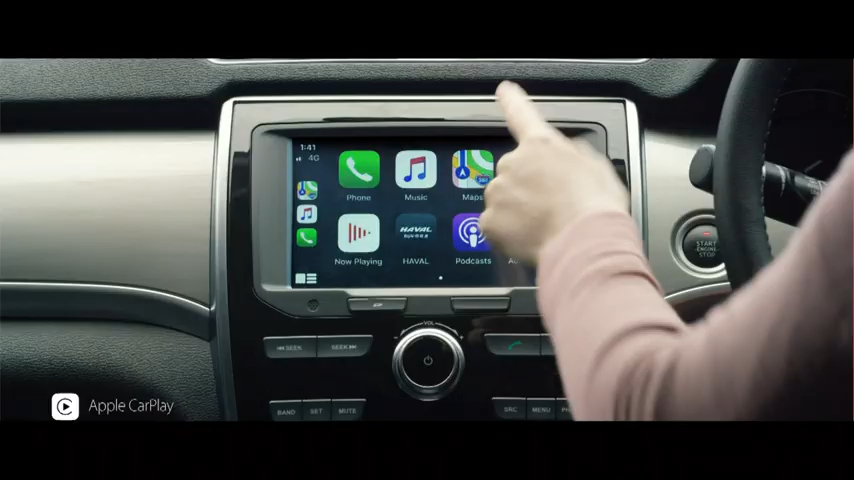 1:41
4G
Phone
Music
Maps
Now Playing
HAVAL
HAVAL
Podcasts
START
ENGINE
STOP
VOL
SEEK
SEEK
BAND
SET
MUTE
SRC
MENU
Apple CarPlay